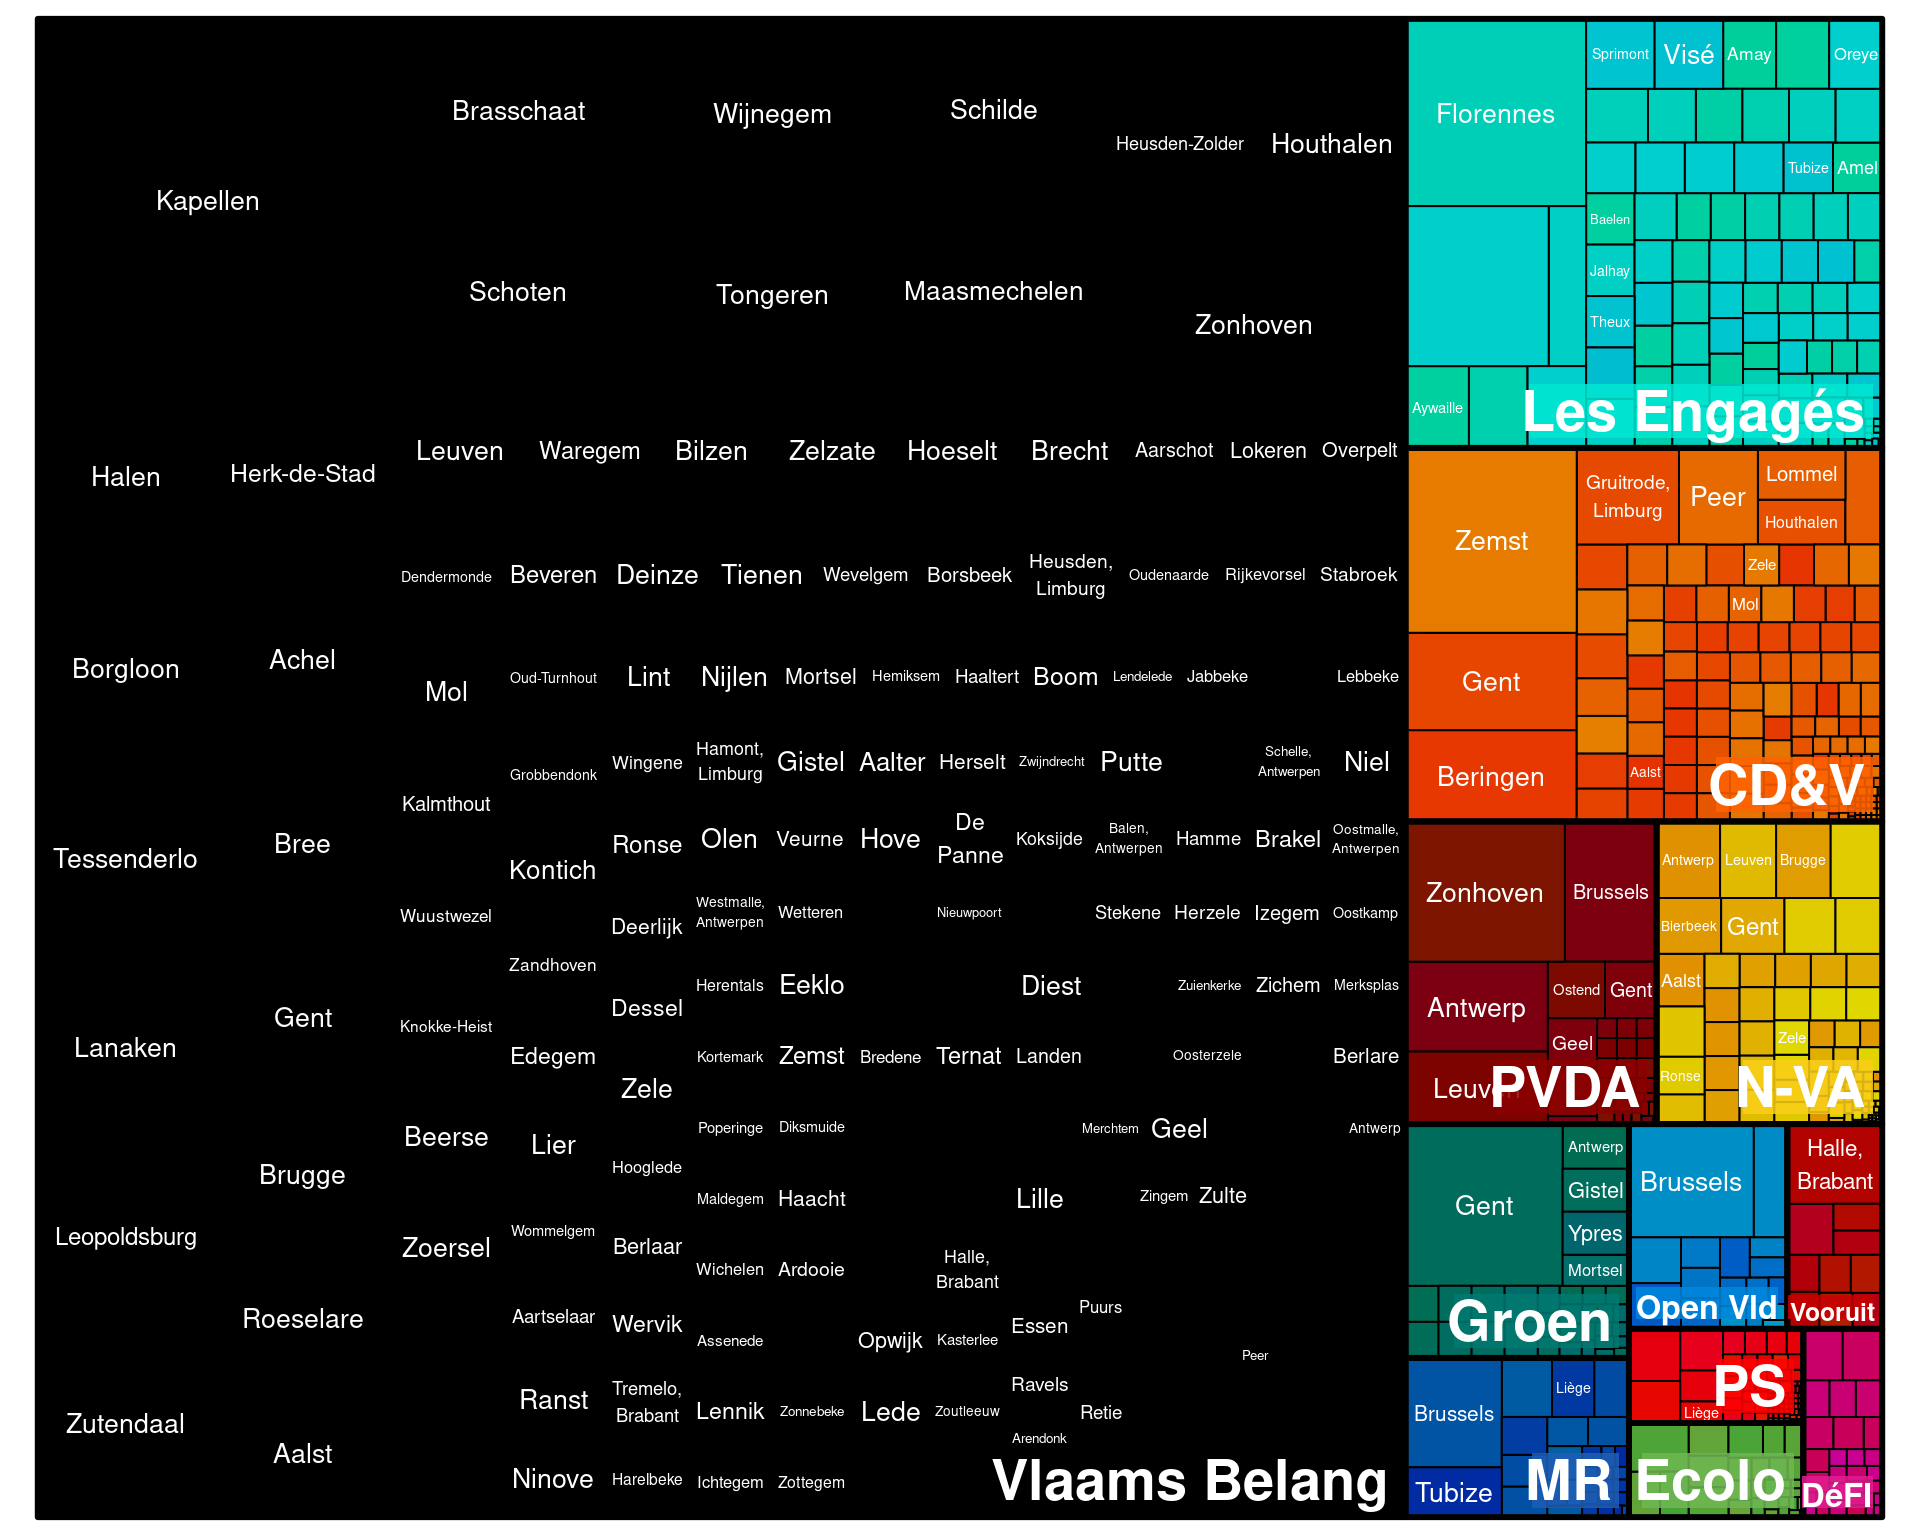 Brasschaat
Wijnegem
Schilde
Heusden-Zolder
Houthalen
Kapellen
Schoten
Tongeren
Maasmechelen
Zonhoven
Halen
Herk-de-Stad
Leuven
Waregem
Bilzen
Zelzate
Hoeselt
Brecht
Aarschot
Lokeren
Overpelt
Dendermonde
Beveren
Deinze
Tienen
Wevelgem
Borsbeek
Heusden,
Limburg
Oudenaarde
Rijkevorsel
Stabroek
Borgloon
Achel
Mol
Oud-Turnhout
Lint
Nijlen
Mortsel
Hemiksem
Haaltert
Boom
Lendelede
Jabbeke
Lebbeke
Grobbendonk
Wingene
Hamont,
Limburg
Gistel
Aalter
Herselt
Zwijndrecht
Putte
Schelle,
Antwerpen
Niel
Kalmthout
Tessenderlo
Bree
Kontich
Ronse
Olen
Veurne
Hove
De
Panne
Koksijde
Balen,
Antwerpen
Hamme
Brakel
Oostmalle,
Antwerpen
Wuustwezel
Zandhoven
Deerlijk
Westmalle,
Antwerpen
Wetteren
Nieuwpoort
Stekene
Herzele
Izegem
Oostkamp
Lanaken
Gent
Knokke-Heist
Edegem
Dessel
Herentals
Eeklo
Diest
Zuienkerke
Zichem
Merksplas
Zele
Kortemark
Zemst
Bredene
Ternat
Landen
Oosterzele
Berlare
Beerse
Lier
Hooglede
Poperinge
Diksmuide
Merchtem
Geel
Antwerp
Brugge
Maldegem
Haacht
Lille
Zingem
Zulte
Leopoldsburg
Zoersel
Wommelgem
Berlaar
Wichelen
Ardooie
Halle,
Brabant
Roeselare
Aartselaar
Wervik
Assenede
Opwijk
Kasterlee
Essen
Puurs
Peer
Zutendaal
Aalst
Ranst
Tremelo,
Brabant
Lennik
Zonnebeke
Lede
Zoutleeuw
Ravels
Retie
Arendonk
Ninove
Harelbeke
Ichtegem
Zottegem
Vlaams Belang
Florennes
Sprimont
Visé
Amay
Oreye
Tubize
Amel
Baelen
Jalhay
Theux
Aywaille
Les Engagés
Zemst
Gruitrode,
Limburg
Peer
Lommel
Houthalen
Zele
Mol
Gent
Beringen
Aalst
CD&V
Zonhoven
Brussels
Antwerp
Ostend
Gent
Geel
Leuven
PVDA
Antwerp
Leuven
Brugge
Bierbeek
Gent
Aalst
Zele
Ronse
N-VA
Gent
Antwerp
Gistel
Ypres
Mortsel
Groen
Brussels
Open Vld
Halle,
Brabant
Vooruit
Brussels
Liège
Tubize
MR
Liège
PS
Ecolo
DéFI